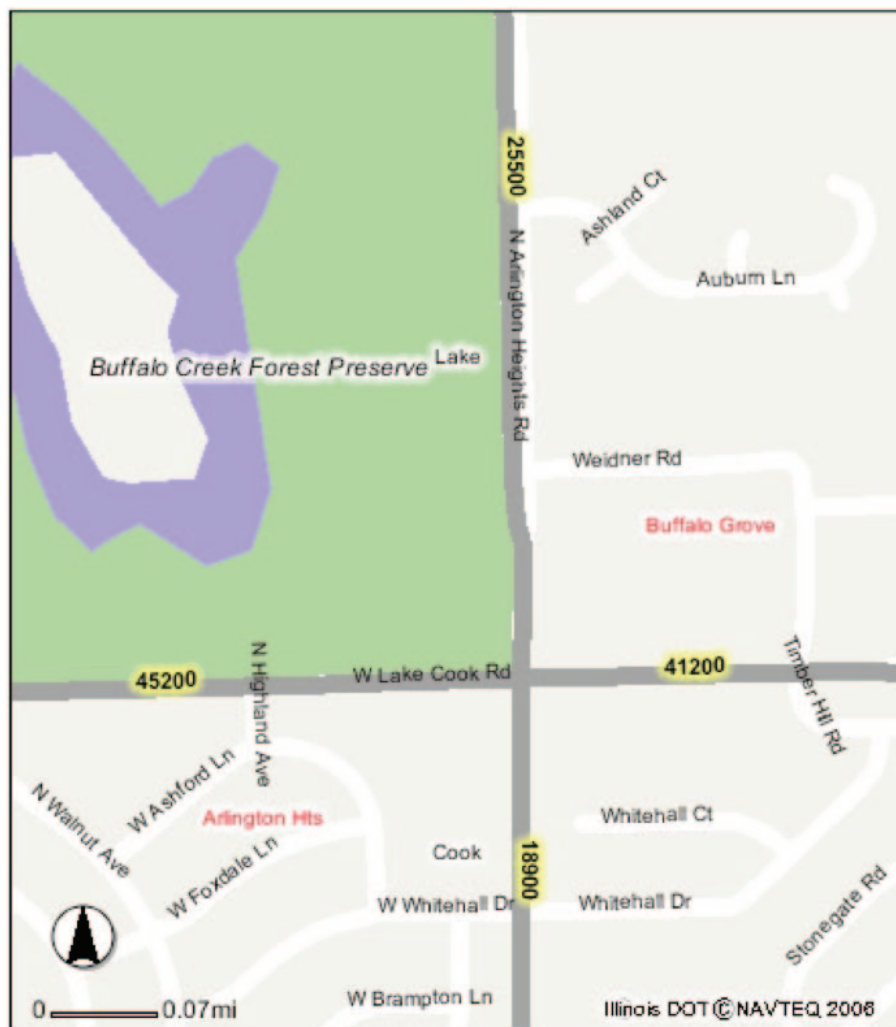 25500
Ashland Ct
N Arlington Heights Rd
Auburn Ln
Buffalo Creek Forest Preserve
Lake
Weidner Rd
Buffalo Grove
N Highland Ave
45200
W Lake Cook Rd
41200
Timber Hll Rd
W Ashford Ln
N Walnut Ave
Arlington Hts
Whitehall Ct
W Foxdale Ln
Cook
18900
W Whitehall Dr
Whitehall Dr
Stonegate Rd
W Brampton Ln
0 0.07mi
Illinois DOT © NAVTEQ 2006